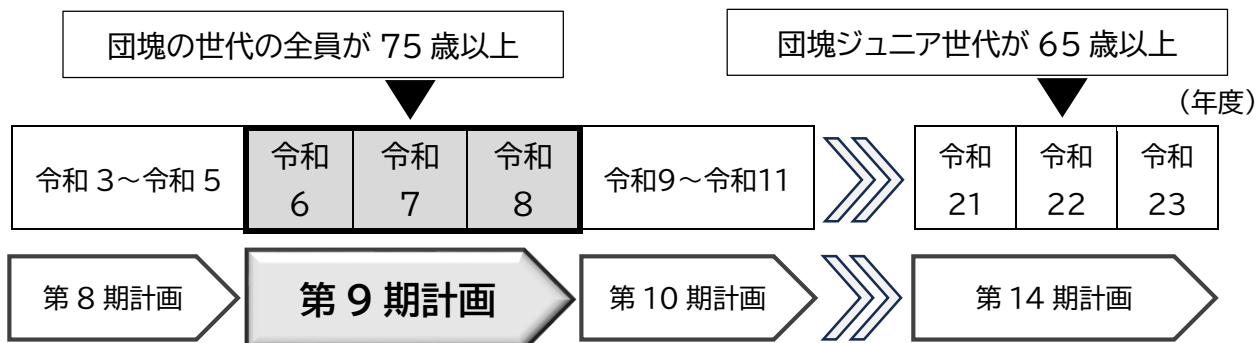 団塊の世代の全員が 75 歳以上
団塊ジュニア世代が 65 歳以上
（年度）
令和 3～令和 5
令和
6
令和
7
令和
8
令和9～令和11
令和
21
令和
22
令和
23
第 8 期計画
第 9 期計画
第 10 期計画
第 14 期計画